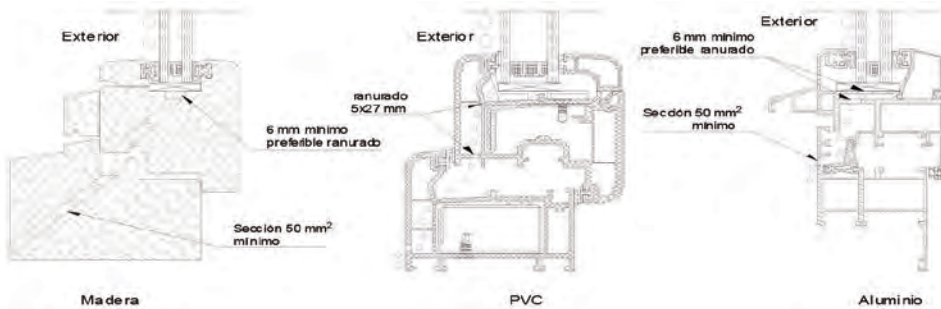 Exterior
6 mm mínimo
preferible ranurado
Sección 50 mm²
mínimo
Madera
Exterior
ranurado
5x27 mm
PVC
Exterior
6 mm mínimo
preferible ranurado
Sección 50 mm²
mínimo
Aluminio